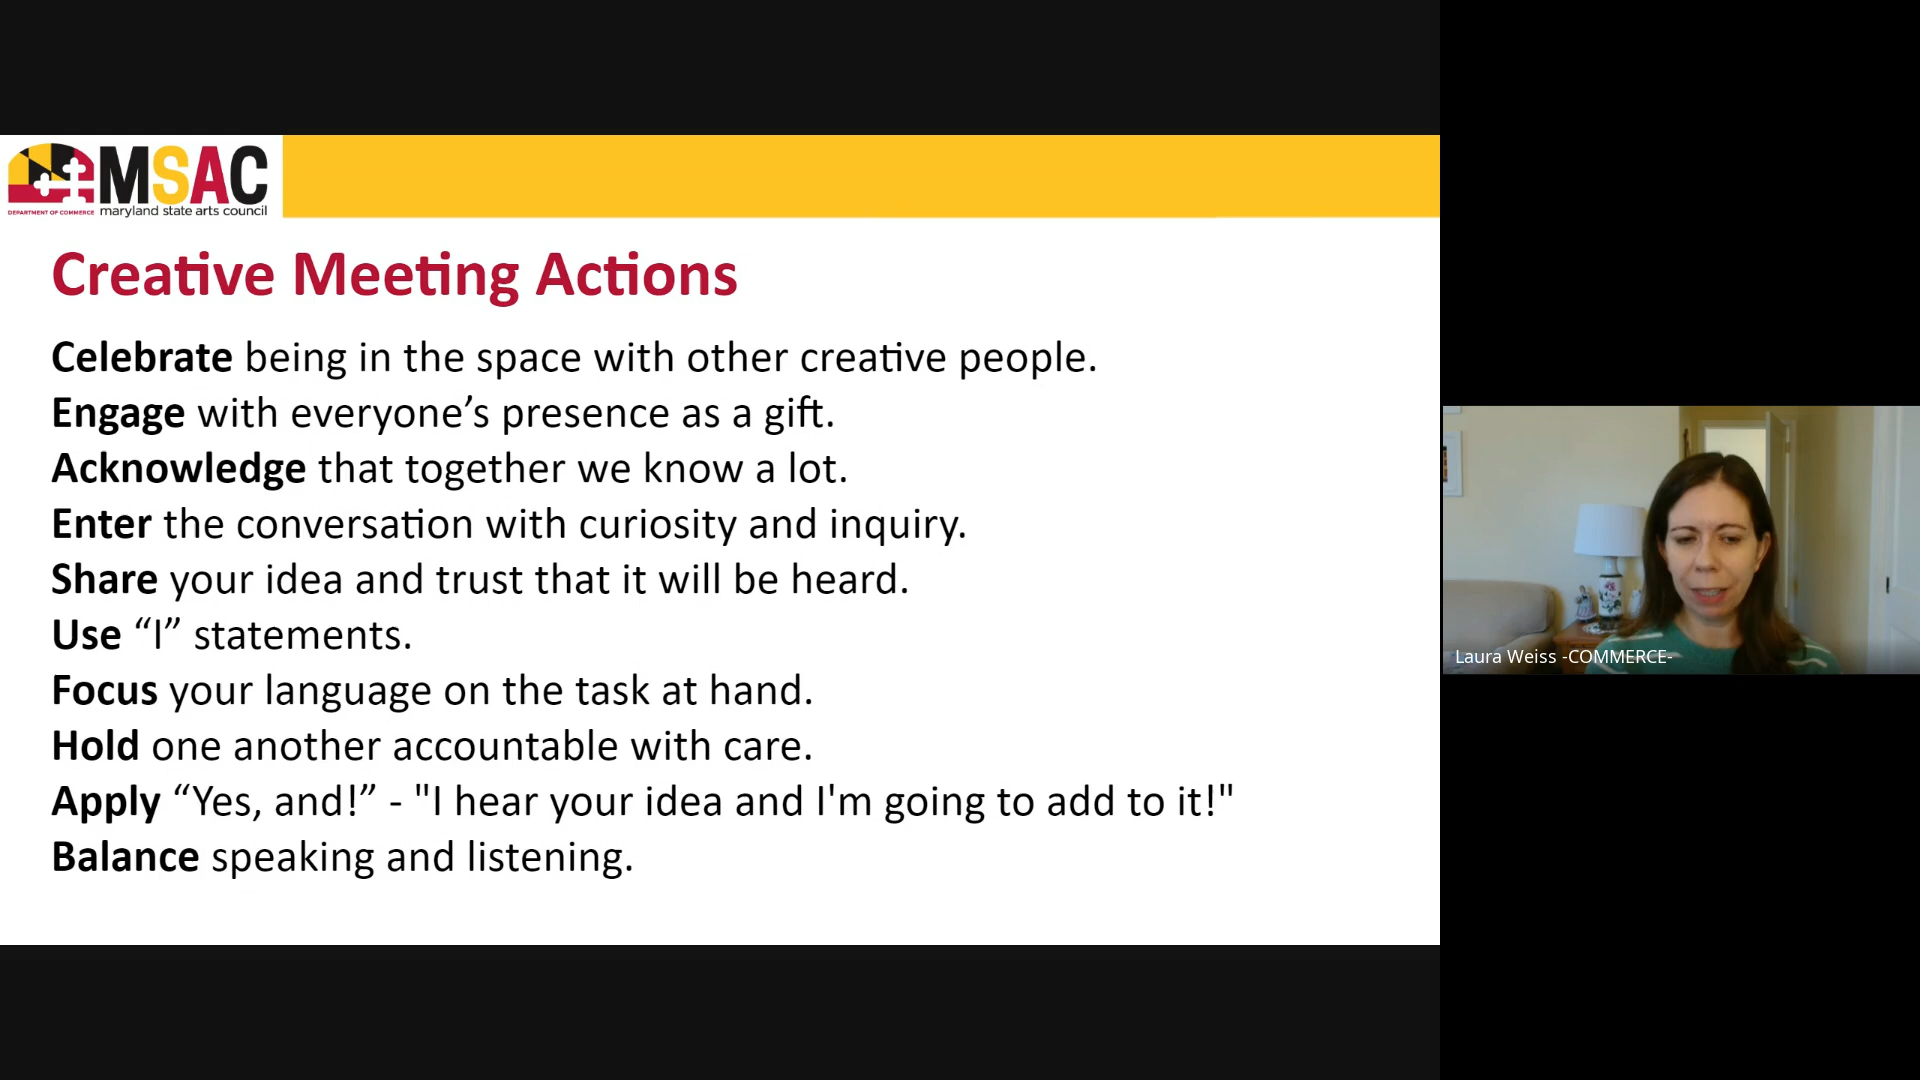 MSAC
DEPARTMENT OF COMMERCE maryland state arts council
Creative Meeting Actions
Celebrate being in the space with other creative people.
Engage with everyone’s presence as a gift.
Acknowledge that together we know a lot.
Enter the conversation with curiosity and inquiry.
Share your idea and trust that it will be heard.
Use “I” statements.
Focus your language on the task at hand.
Hold one another accountable with care.
Apply “Yes, and!” - "I hear your idea and I'm going to add to it!"
Balance speaking and listening.
Laura Weiss -COMMERCE-